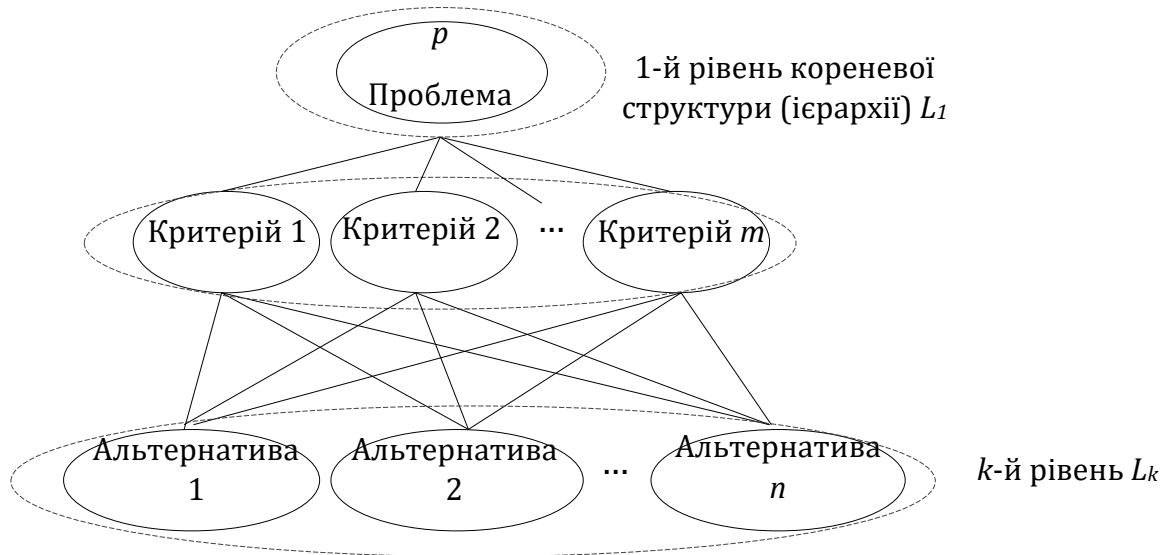 p
Проблема
1-й рівень кореневої
структури (ієрархії) L1
Критерій 1
Критерій 2
...
Критерій m
Альтернатива
1
Альтернатива
2
...
Альтернатива
n
k-й рівень Lk